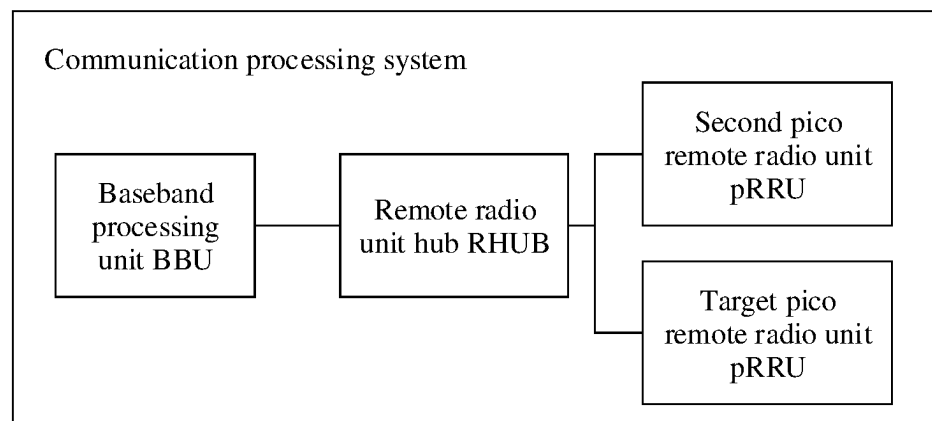 Communication processing system
Baseband
processing
unit BBU
Remote radio
unit hub RHUB
Second pico
remote radio unit
pRRU
Target pico
remote radio unit
pRRU